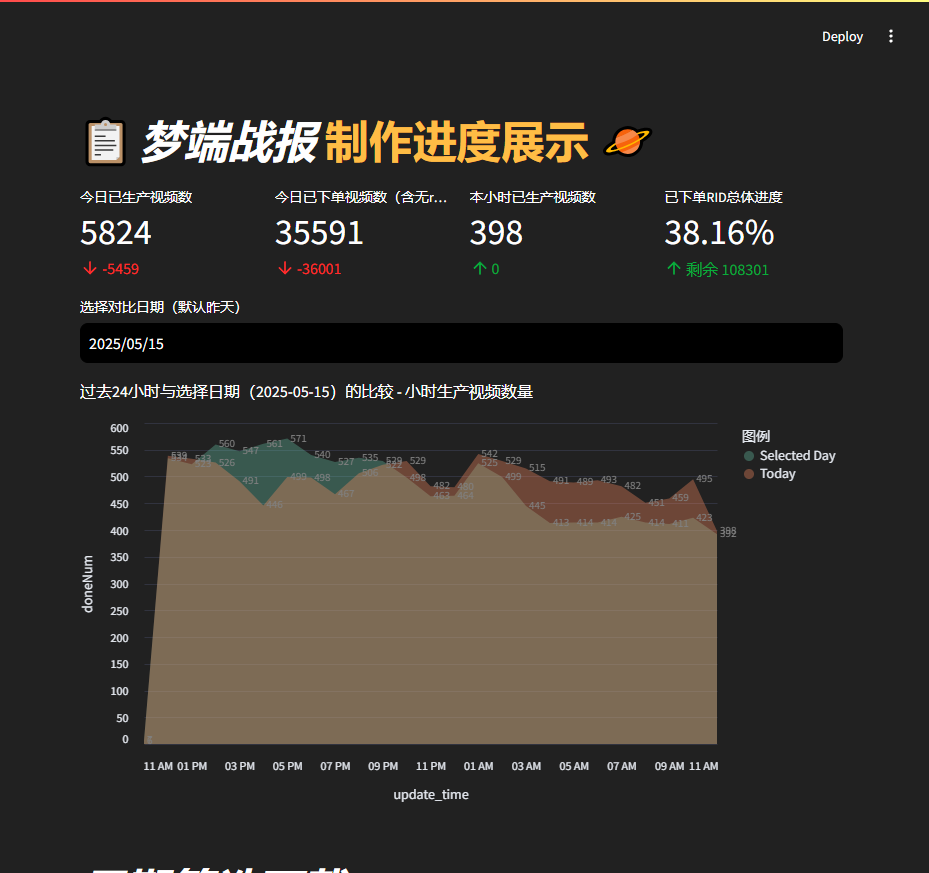 Deploy
梦端战报 制作进度展示
今日已生产视频数
5824
-5459
今日已下单视频数（含无r...
35591
-36001
本小时已生产视频数
398
0
已下单RID总体进度
38.16%
剩余 108301
选择对比日期（默认昨天）
2025/05/15
过去24小时与选择日期（2025-05-15）的比较 - 小时生产视频数量
图例
Selected Day
Today
600
550
500
450
400
350
300
250
200
150
100
50
0
doneNum
560 547 561 571 540 527 535 529 529 542 529 515 491 489 493 482 451 459 495
526 491 446 499 498 467 506 498 482 525 499 445 413 414 414 425 414 411 423 392
463 464
11 AM 01 PM 03 PM 05 PM 07 PM 09 PM 11 PM 01 AM 03 AM 05 AM 07 AM 09 AM 11 AM
update_time